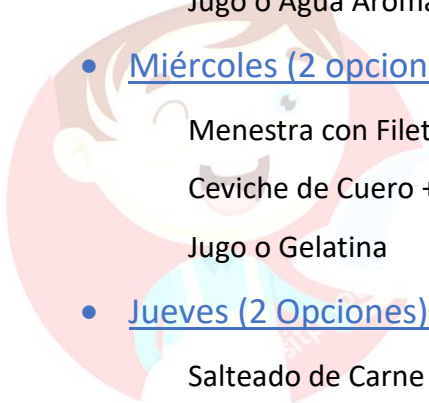 Jugo o Agua Aroma
• Miércoles (2 opcion
Menestra con Filet
Ceviche de Cuero +
Jugo o Gelatina
• Jueves (2 Opciones)
Salteado de Carne